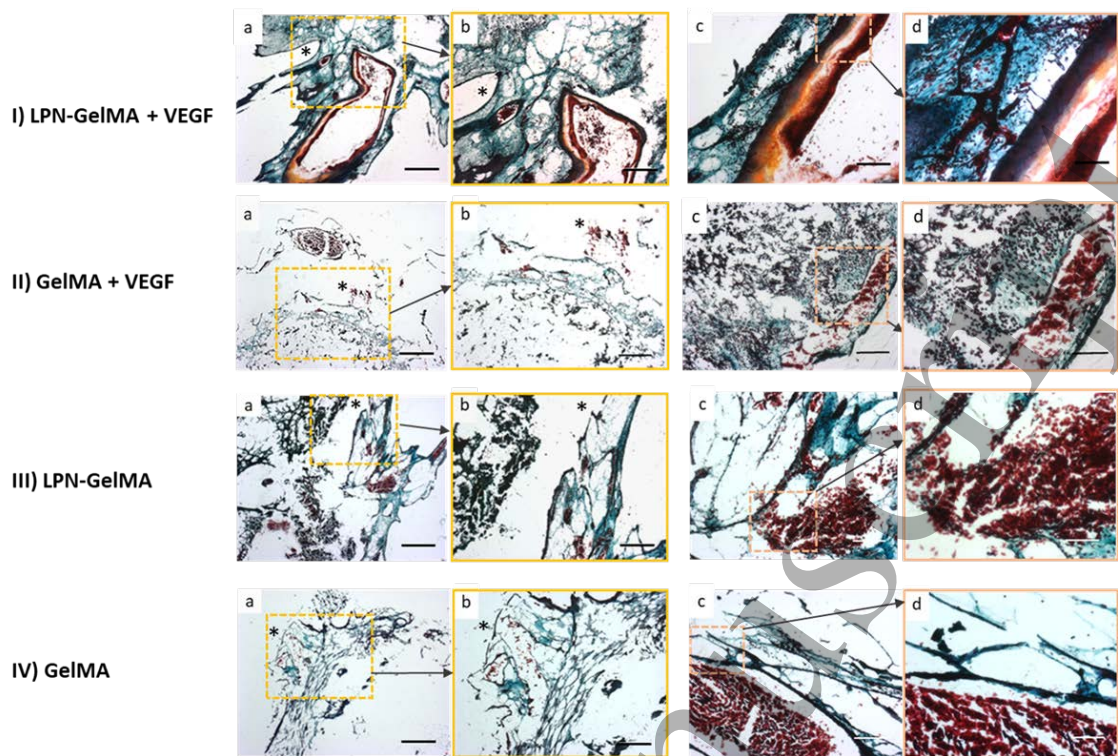 a b c d
I) LPN-GelMA + VEGF
* *
a b c d
II) GelMA + VEGF
* *
a b c d
III) LPN-GelMA
* *
a b c d
IV) GelMA
* *